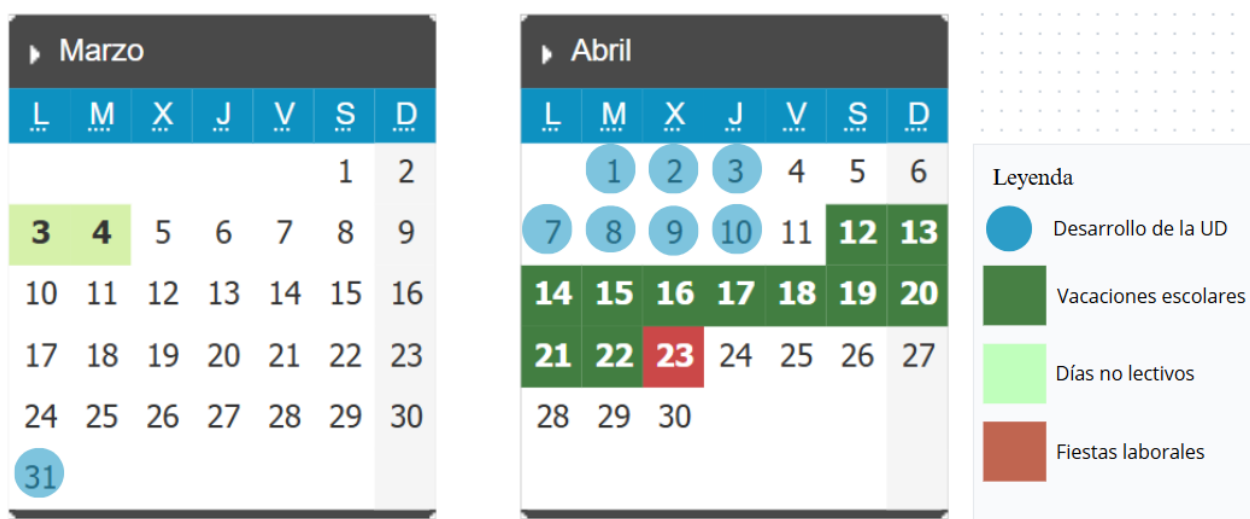 Marzo
L M X J V S D
1 2
3 4 5 6 7 8 9
10 11 12 13 14 15 16
17 18 19 20 21 22 23
24 25 26 27 28 29 30
31
Abril
L M X J V S D
1 2 3 4 5 6
7 8 9 10 11 12 13
14 15 16 17 18 19 20
21 22 23 24 25 26 27
28 29 30
Leyenda
Desarrollo de la UD
Vacaciones escolares
Días no lectivos
Fiestas laborales